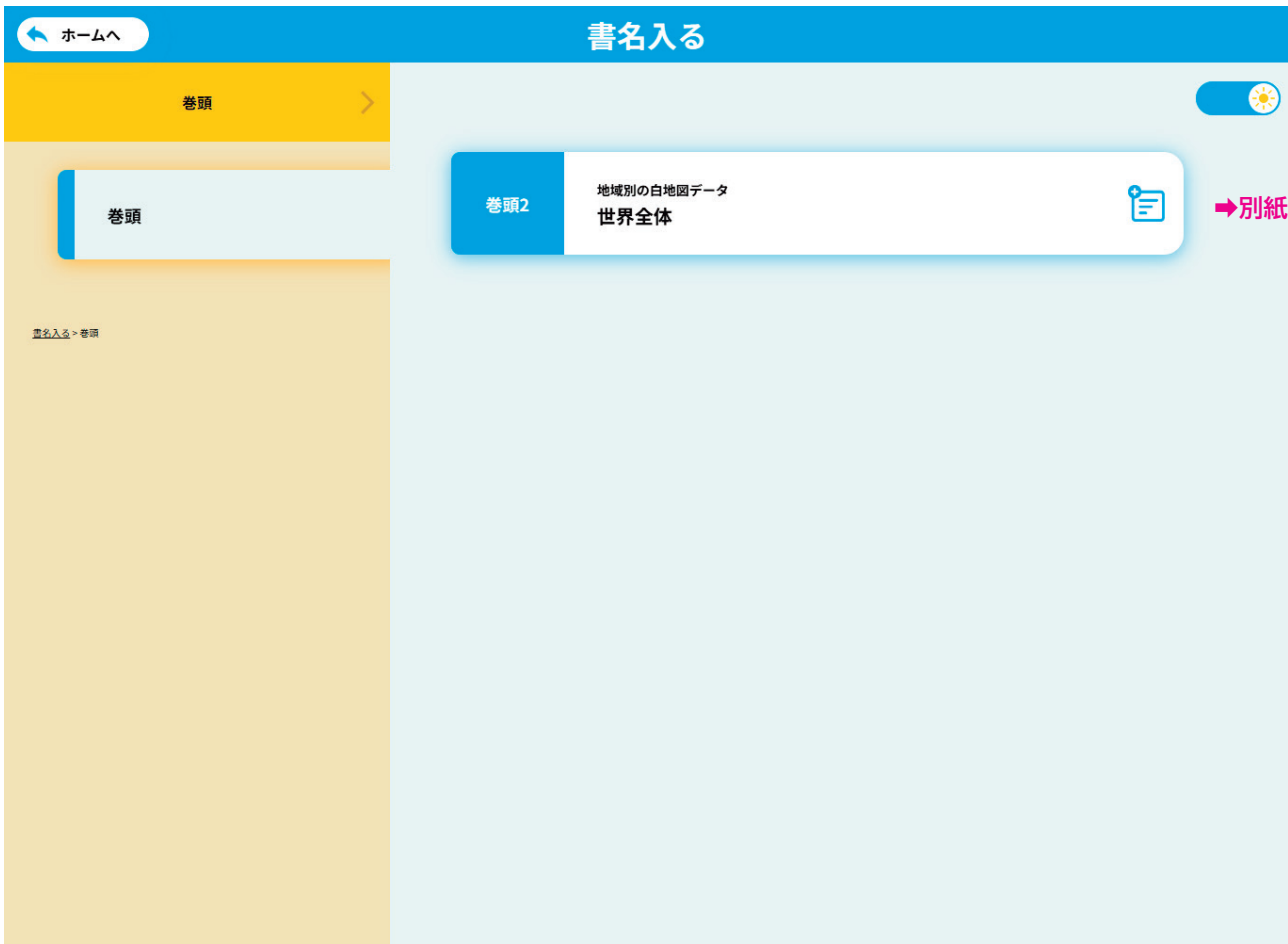 ホームへ
書名入る
巻頭
巻頭
書名入る > 巻頭
巻頭2
地域別の白地図データ
世界全体
➡別紙